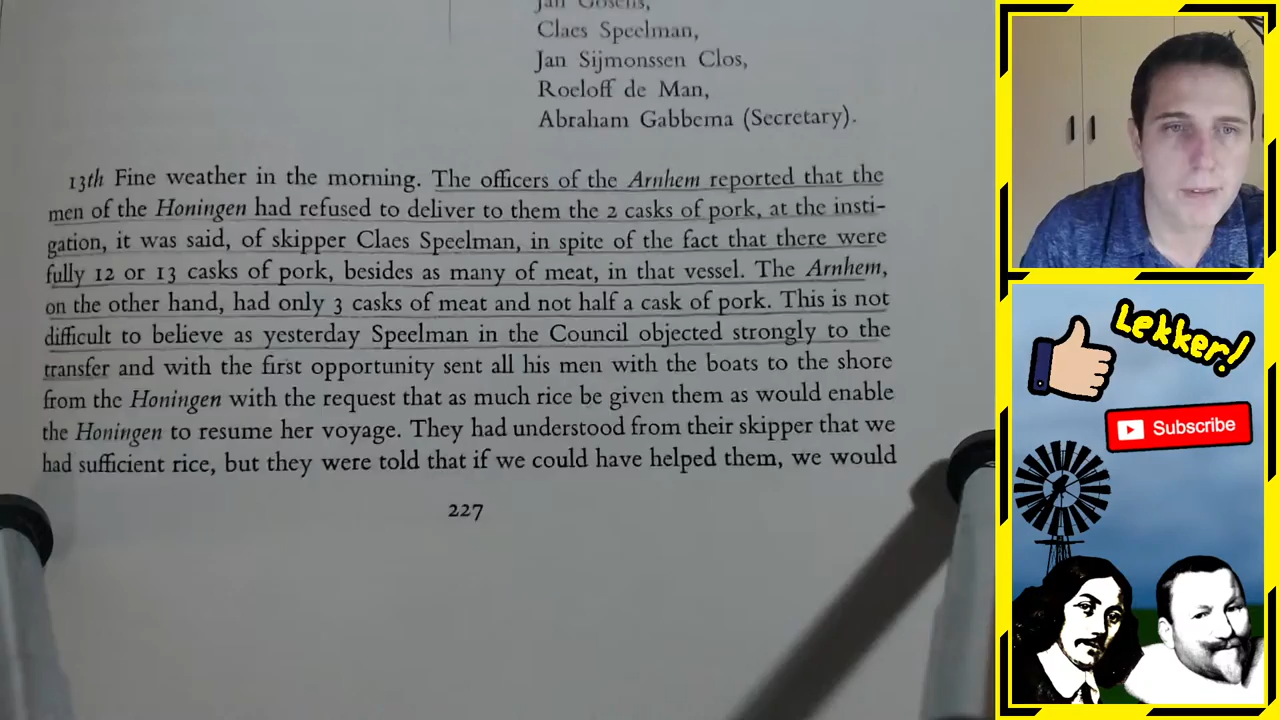 Jan Gosens,
Claes Speelman,
Jan Sijmonssen Clos,
Roeloff de Man,
Abraham Gabbema (Secretary).
13th Fine weather in the morning. The officers of the Arnhem reported that the
men of the Honingen had refused to deliver to them the 2 casks of pork, at the insti-
gation, it was said, of skipper Claes Speelman, in spite of the fact that there were
fully 12 or 13 casks of pork, besides as many of meat, in that vessel. The Arnhem,
on the other hand, had only 3 casks of meat and not half a cask of pork. This is not
difficult to believe as yesterday Speelman in the Council objected strongly to the
transfer and with the first opportunity sent all his men with the boats to the shore
from the Honingen with the request that as much rice be given them as would enable
the Honingen to resume her voyage. They had understood from their skipper that we
had sufficient rice, but they were told that if we could have helped them, we would
227
Lekker!
Subscribe